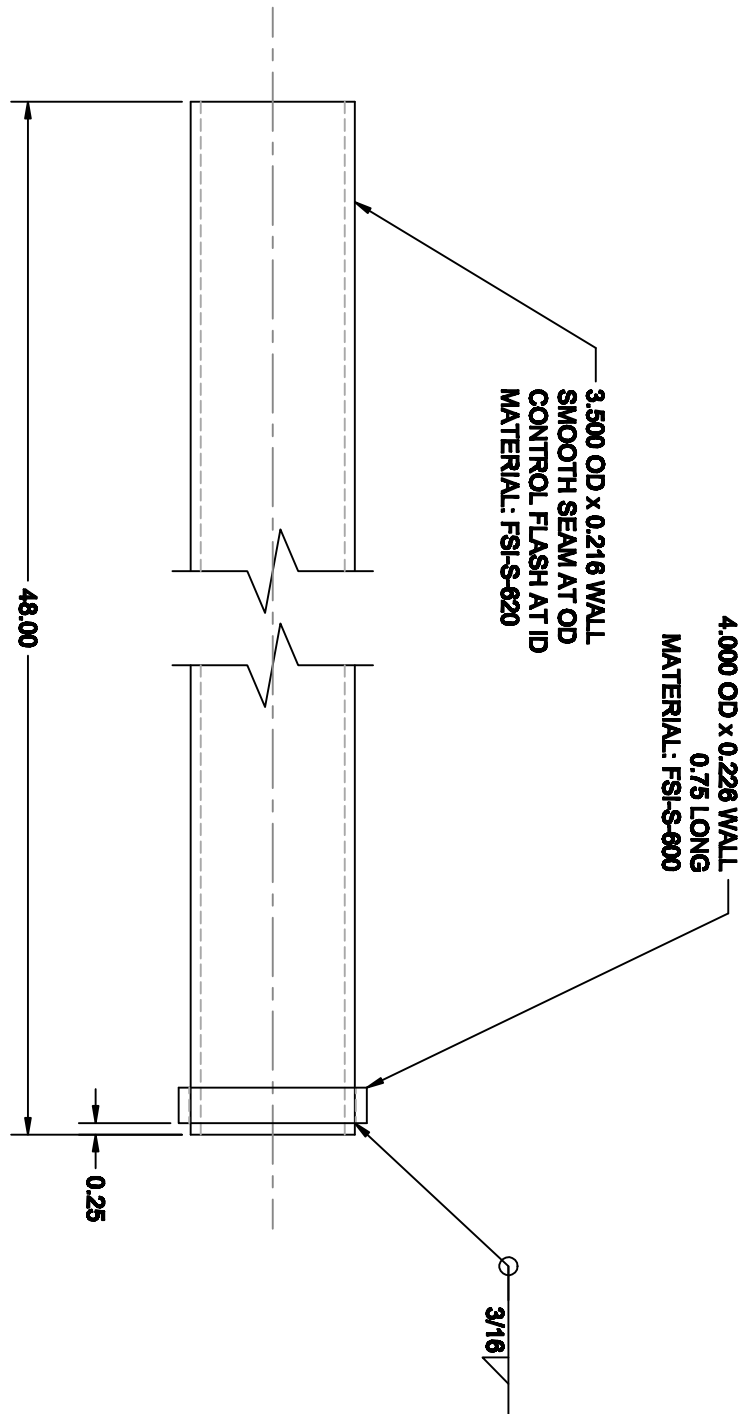 4.000 OD x 0.226 WALL
0.75 LONG
MATERIAL: FSI-S-600
3.500 OD x 0.216 WALL
SMOOTH SEAM AT OD
CONTROL FLASH AT ID
MATERIAL: FSI-S-620
3/16
0.25
48.00